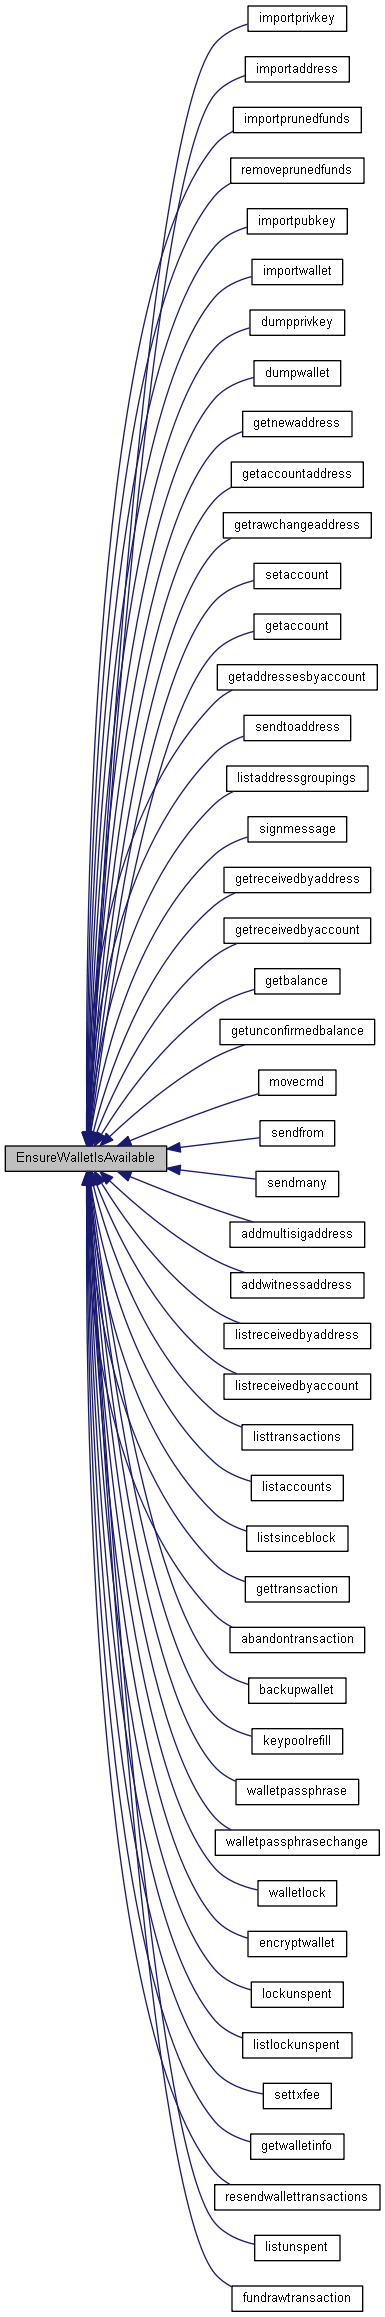 importprivkey
importaddress
importprunedfunds
removeprunedfunds
importpubkey
importwallet
dumpprivkey
dumpwallet
getnewaddress
getaccountaddress
getrawchangeaddress
setaccount
getaccount
getaddressesbyaccount
sendtoaddress
listaddressgroupings
signmessage
getreceivedbyaddress
getreceivedbyaccount
getbalance
getunconfirmedbalance
movecmd
sendfrom
EnsureWalletIsAvailable
sendmany
addmultisigaddress
addwitnessaddress
listreceivedbyaddress
listreceivedbyaccount
listtransactions
listaccounts
listsinceblock
gettransaction
abandontransaction
backupwallet
keypoolrefill
walletpassphrase
walletpassphrasechange
walletlock
encryptwallet
lockunspent
listlockunspent
settxfee
getwalletinfo
resendwallettransactions
listunspent
fundrawtransaction